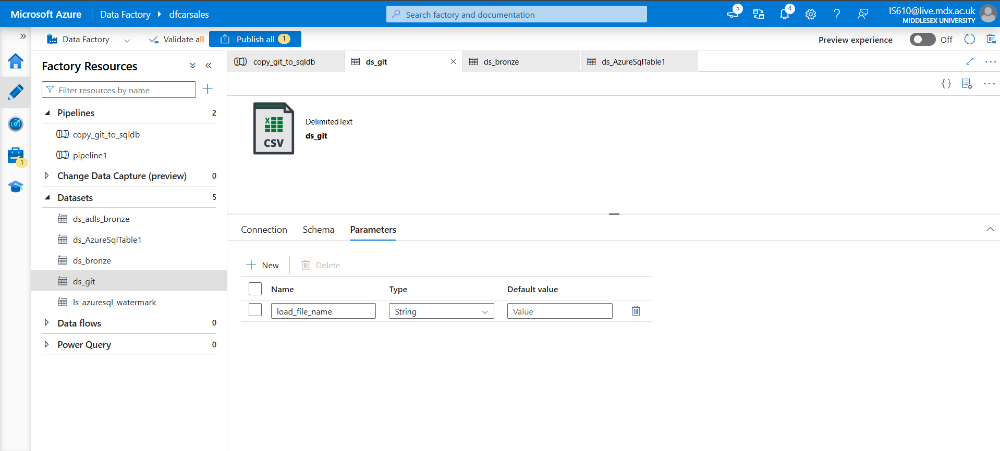 Microsoft Azure
Data Factory
dfcarsales
Search factory and documentation
5
4
IS610@live.mdx.ac.uk
MIDDLESEX UNIVERSITY
Data Factory
Validate all
Publish all 1
Preview experience
Off
1
Factory Resources
Filter resources by name
Pipelines 2
copy_git_to_sqldb
pipeline1
Change Data Capture (preview) 0
Datasets 5
ds_adls_bronze
ds_AzureSqlTable1
ds_bronze
ds_git
ls_azuresql_watermark
Data flows 0
Power Query 0
copy_git_to_sqldb
ds_git
ds_bronze
ds_AzureSqlTable1
X
CSV
DelimitedText
ds_git
Connection Schema Parameters
New Delete
Name Type Default value
load_file_name String Value